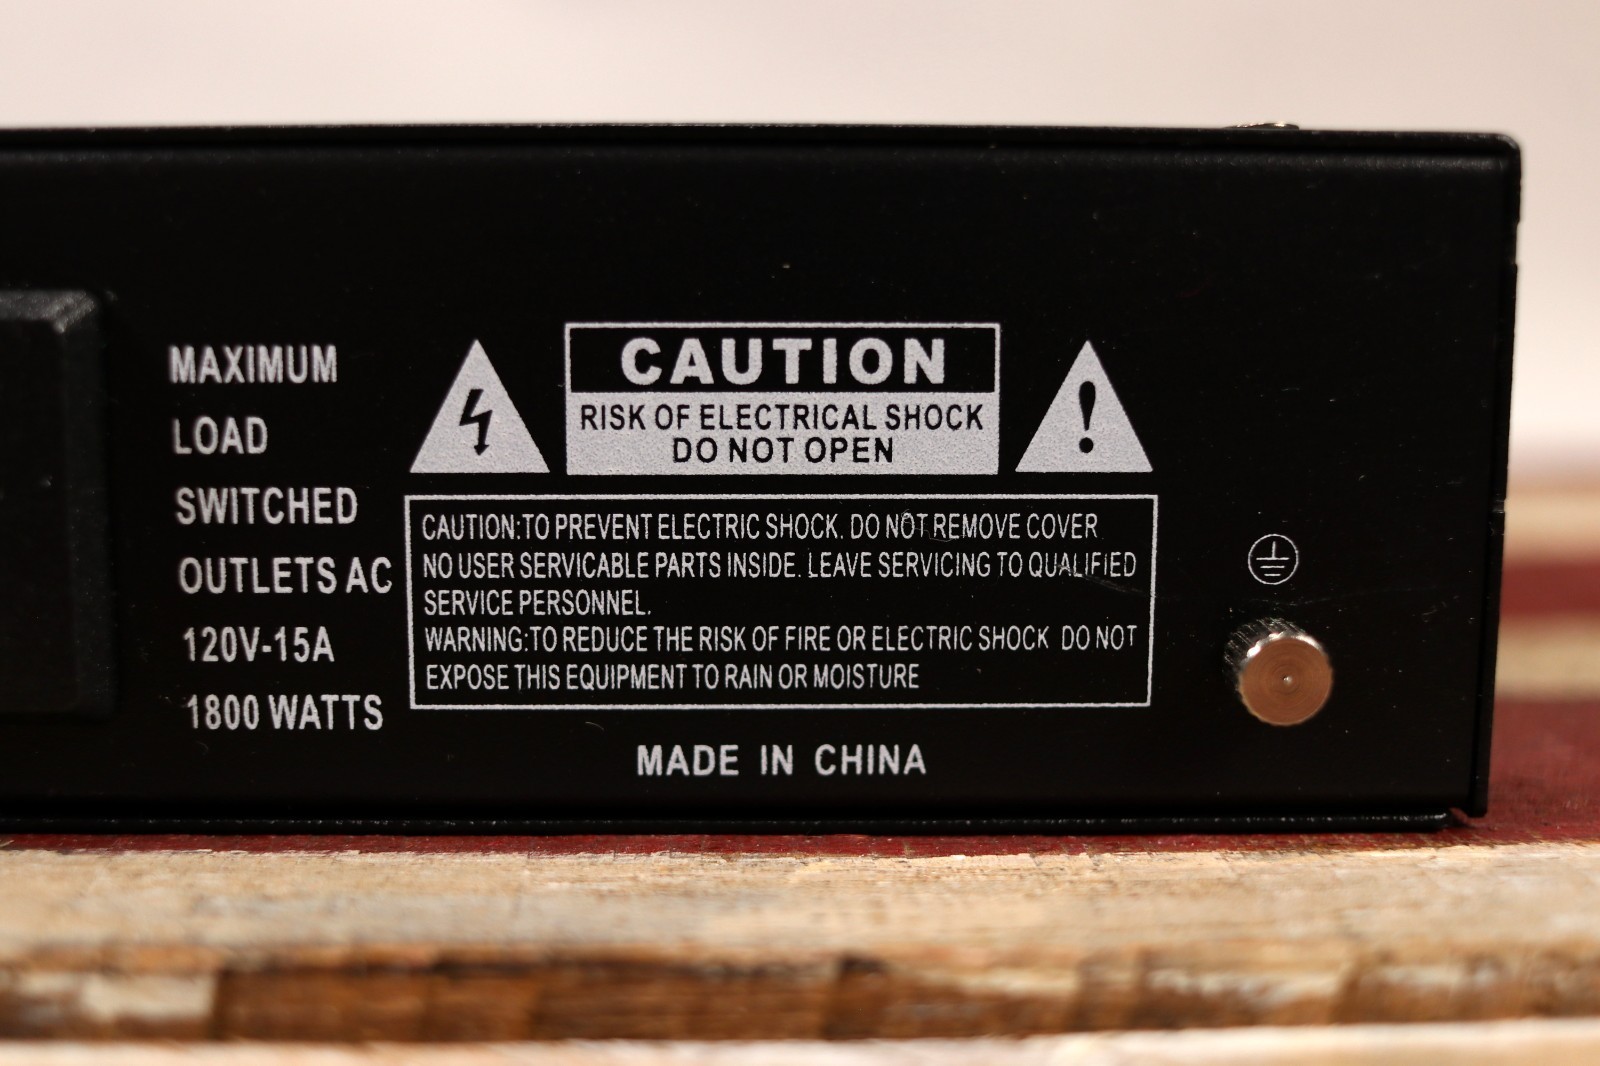 MAXIMUM
LOAD
SWITCHED
OUTLETS AC
120V-15A
1800 WATTS
CAUTION
RISK OF ELECTRICAL SHOCK
DO NOT OPEN
CAUTION:TO PREVENT ELECTRIC SHOCK. DO NOT REMOVE COVER
NO USER SERVICABLE PARTS INSIDE. LEAVE SERVICING TO QUALIFIED
SERVICE PERSONNEL.
WARNING:TO REDUCE THE RISK OF FIRE OR ELECTRIC SHOCK DO NOT
EXPOSE THIS EQUIPMENT TO RAIN OR MOISTURE
MADE IN CHINA